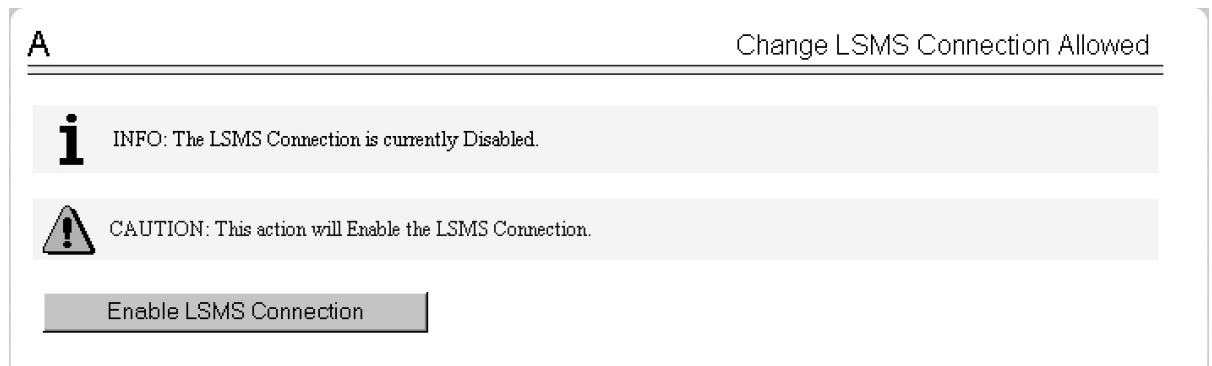 A Change LSMS Connection Allowed
INFO: The LSMS Connection is currently Disabled.
CAUTION: This action will Enable the LSMS Connection.
Enable LSMS Connection